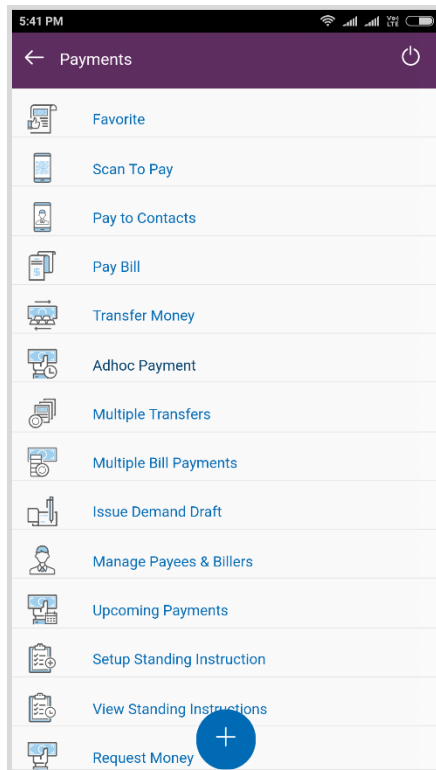 5:41 PM
Payments
Favorite
Scan To Pay
Pay to Contacts
Pay Bill
Transfer Money
Adhoc Payment
Multiple Transfers
Multiple Bill Payments
Issue Demand Draft
Manage Payees & Billers
Upcoming Payments
Setup Standing Instruction
View Standing Instructions
Request Money